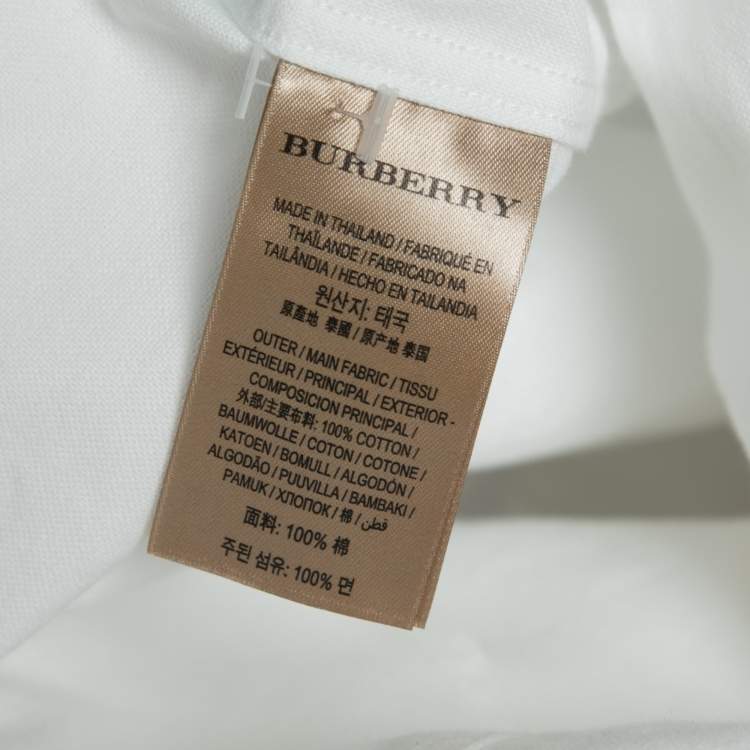 BURBERRY
MADE IN THAILAND / FABRIQUÉ EN
THAÏLANDE / FABRICADO NA
TAILÂNDIA / HECHO EN TAILANDIA
원산지: 태국
原產地 泰國 / 原产地 泰国
OUTER / MAIN FABRIC / TISSU
EXTÉRIEUR / PRINCIPAL / EXTERIOR -
COMPOSICION PRINCIPAL /
外部/主要布料: 100% COTTON /
BAUMWOLLE / COTON / COTONE /
KATOEN / BOMULL / ALGODÓN /
ALGODÃO / PUUVILLA / BAMBAKI /
PAMUK / ХЛОПОК / 棉 / قطن /
面料: 100% 棉
주된 섬유: 100% 면